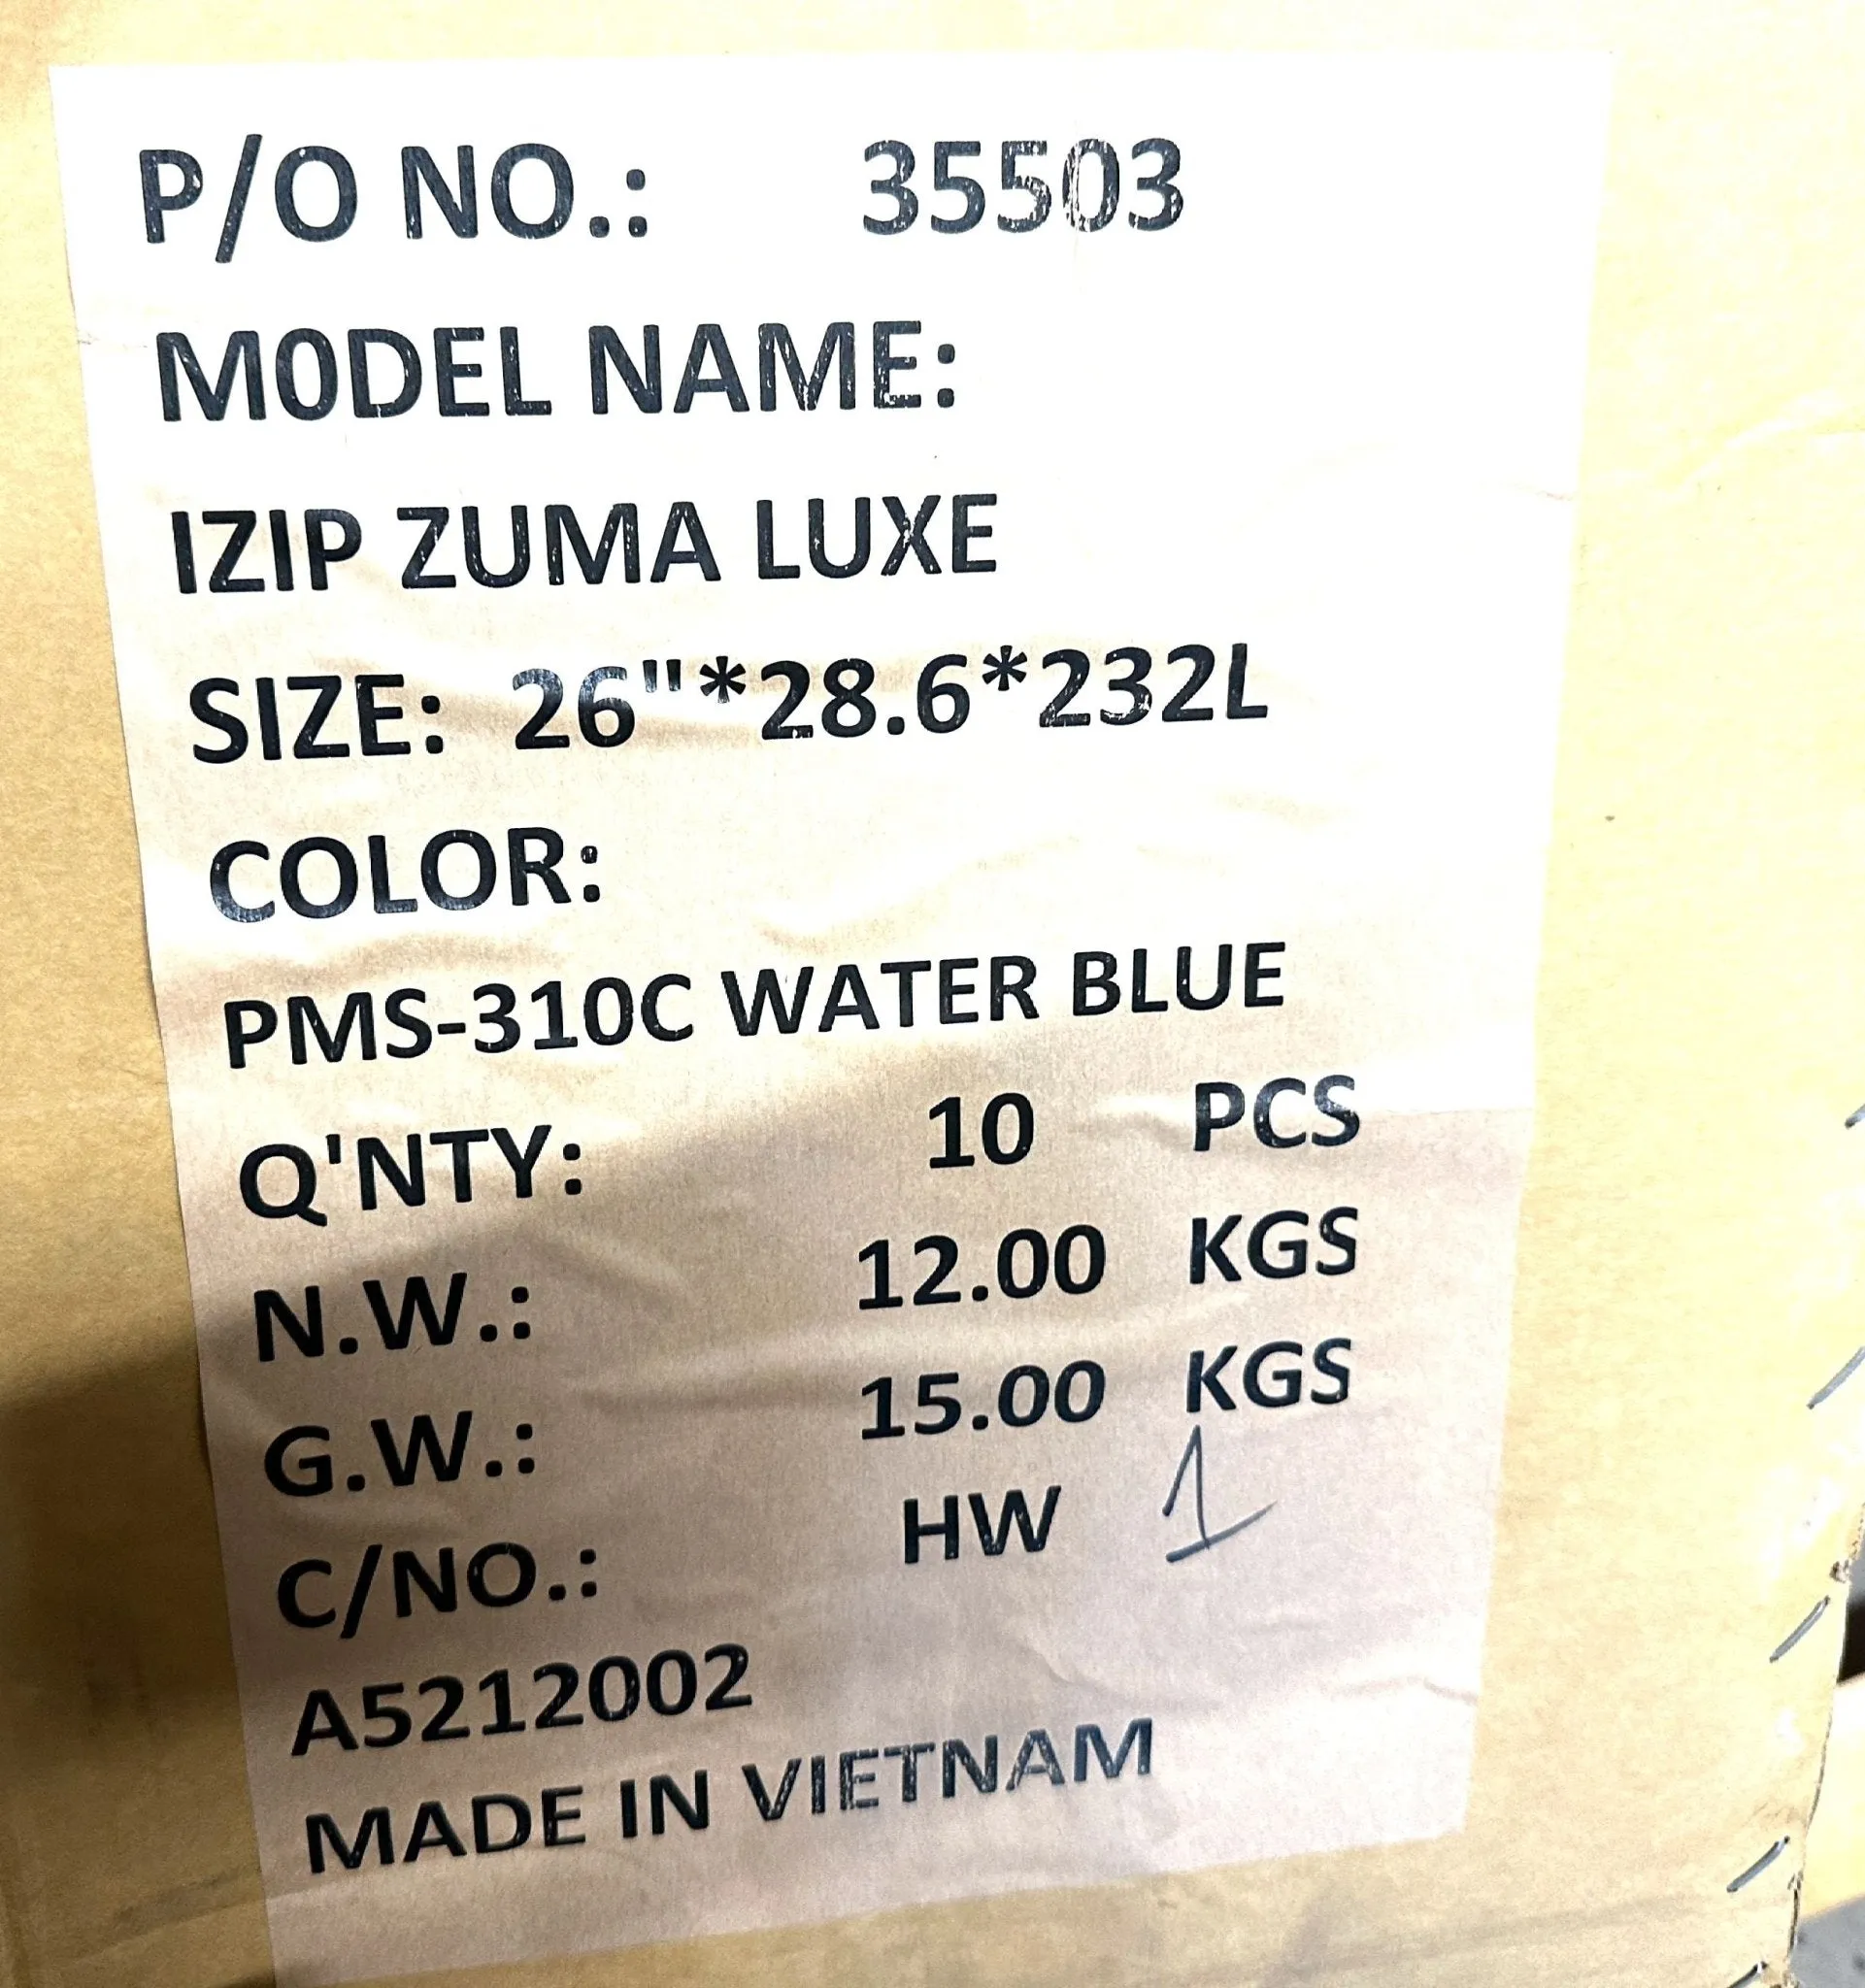 P/O NO.: 35503
M0DEL NAME:
IZIP ZUMA LUXE
SIZE: 26"*28.6*232L
COLOR:
PMS-310C WATER BLUE
Q'NTY: 10 PCS
N.W.: 12.00 KGS
G.W.: 15.00 KGS
C/NO.: HW 1
A5212002
MADE IN VIETNAM